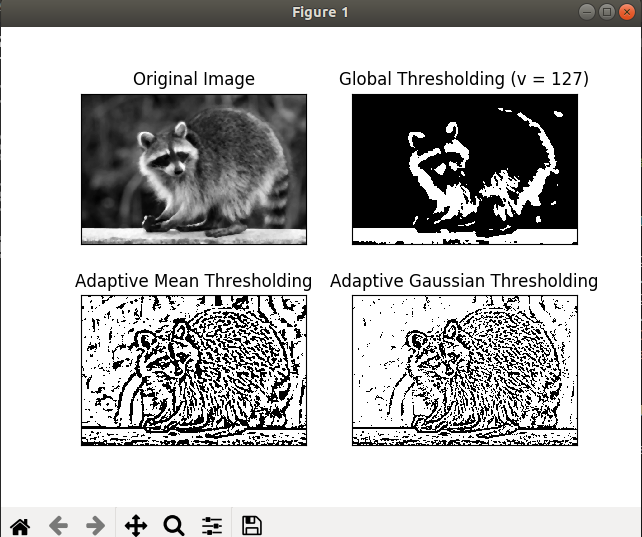 Figure 1
Original Image
Global Thresholding (v = 127)
Adaptive Mean Thresholding
Adaptive Gaussian Thresholding